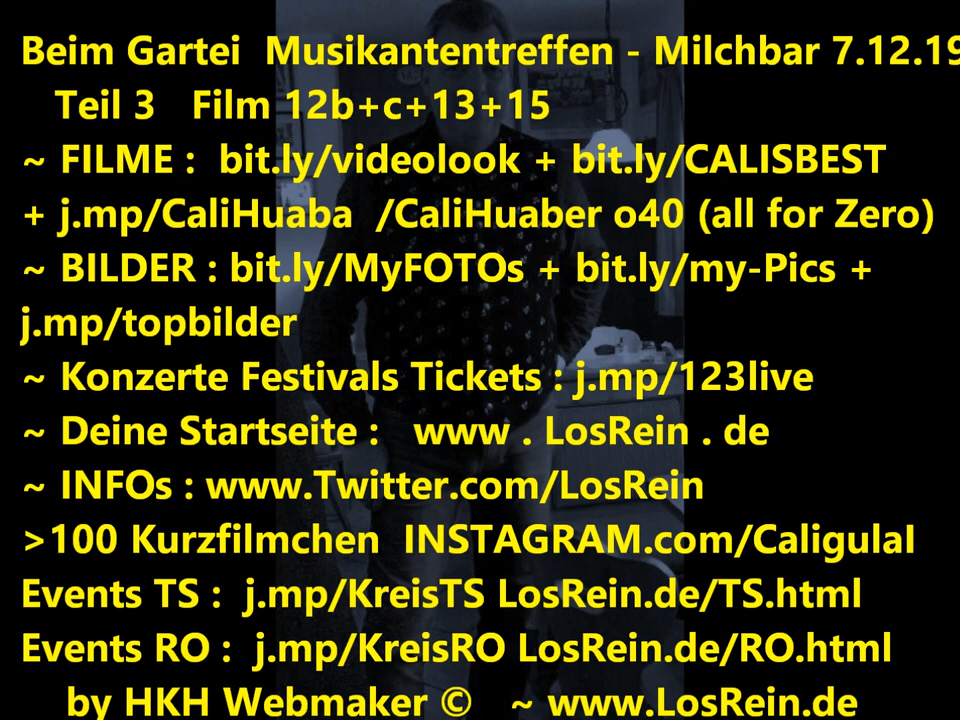 Beim Gartei Musikantentreffen - Milchbar 7.12.19
Teil 3 Film 12b+c+13+15
~ FILME : bit.ly/videolook + bit.ly/CALISBEST
+ j.mp/CaliHuaba /CaliHuaber o40 (all for Zero)
~ BILDER : bit.ly/MyFOTOs + bit.ly/my-Pics +
j.mp/topbilder
~ Konzerte Festivals Tickets : j.mp/123live
~ Deine Startseite : www . LosRein . de
~ INFOs : www.Twitter.com/LosRein
>100 Kurzfilmchen INSTAGRAM.com/CaligulaI
Events TS : j.mp/KreisTS LosRein.de/TS.html
Events RO : j.mp/KreisRO LosRein.de/RO.html
by HKH Webmaker © ~ www.LosRein.de